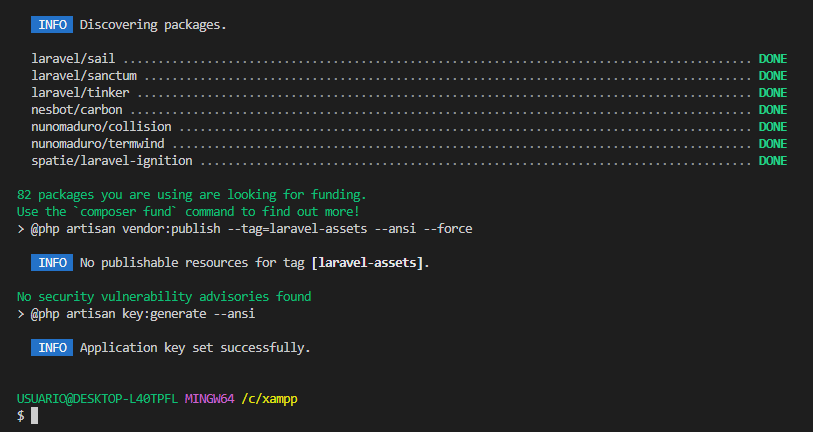 INFO Discovering packages.
laravel/sail ........................................................................................... DONE
laravel/sanctum ........................................................................................ DONE
laravel/tinker ......................................................................................... DONE
nesbot/carbon .......................................................................................... DONE
nunomaduro/collision ................................................................................... DONE
nunomaduro/termwind .................................................................................... DONE
spatie/laravel-ignition ................................................................................ DONE
82 packages you are using are looking for funding.
Use the `composer fund` command to find out more!
> @php artisan vendor:publish --tag=laravel-assets --ansi --force
INFO No publishable resources for tag [laravel-assets].
No security vulnerability advisories found
> @php artisan key:generate --ansi
INFO Application key set successfully.
USUARIO@DESKTOP-L40TPFL MINGW64 /c/xampp
$